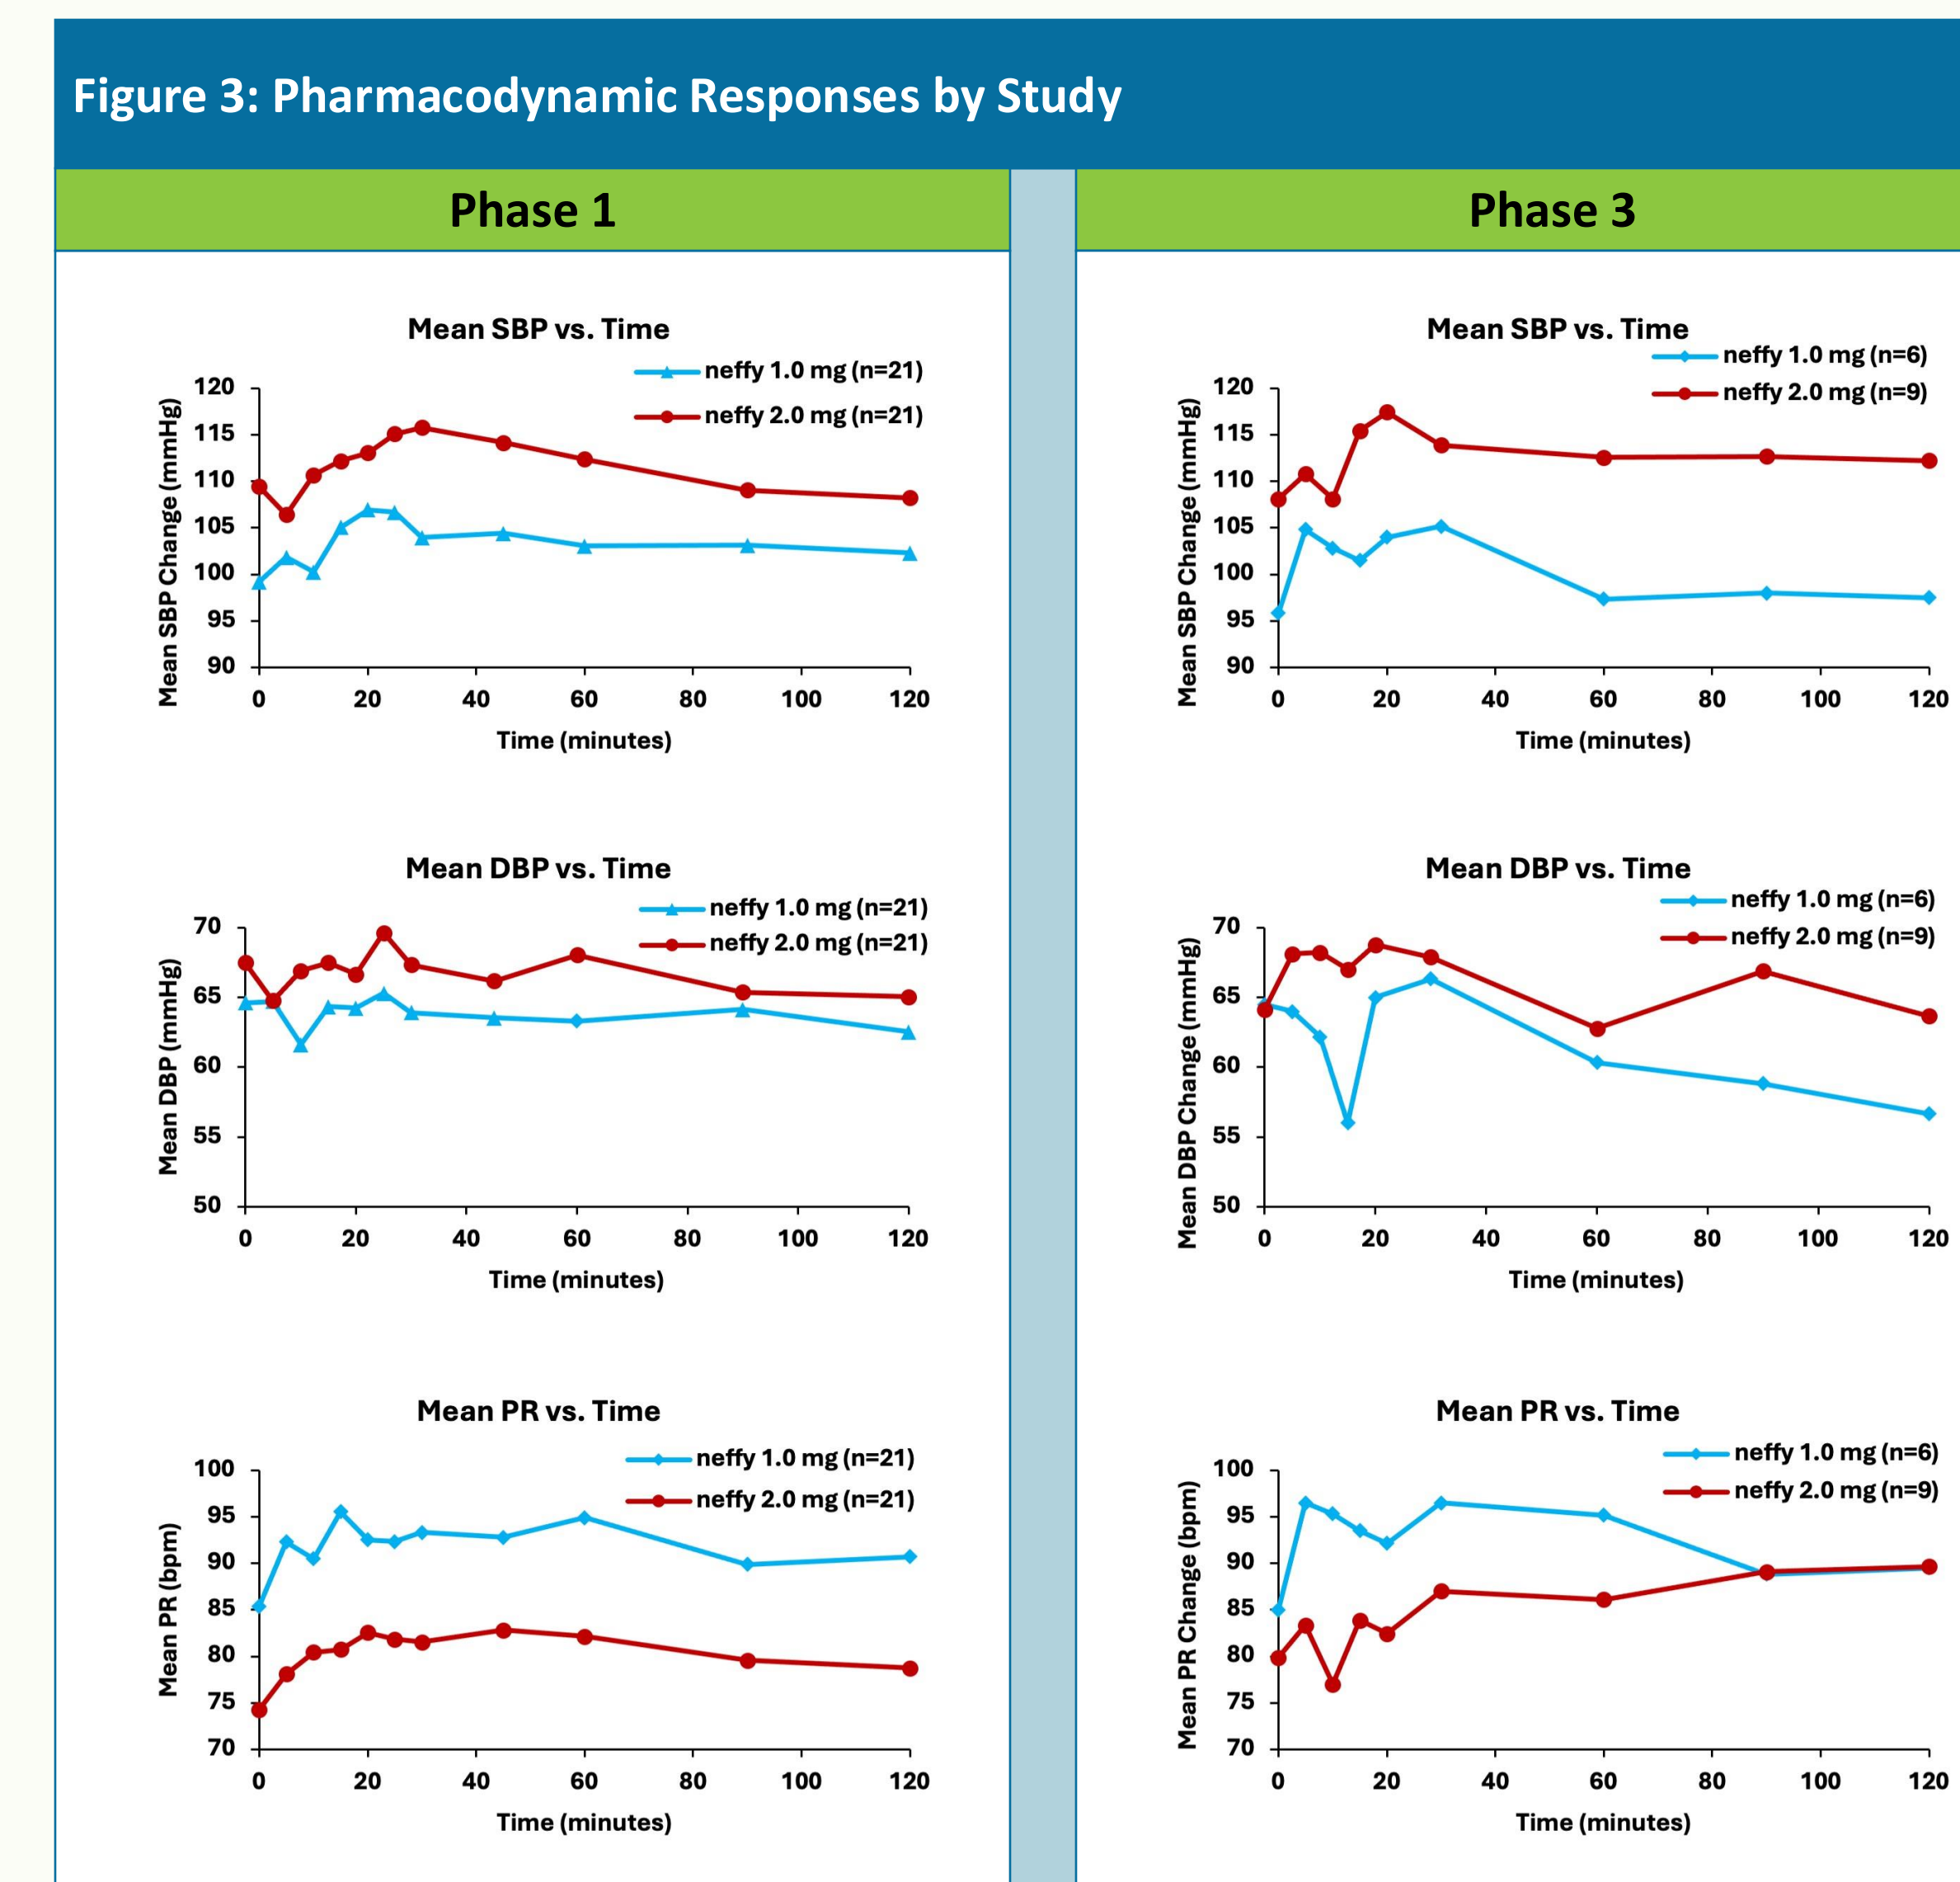 Figure 3: Pharmacodynamic Responses by Study
Phase 1
Mean SBP vs. Time
neffy 1.0 mg (n=21)
neffy 2.0 mg (n=21)
Mean SBP Change (mmHg)
120
115
110
105
100
95
90
0 20 40 60 80 100 120
Time (minutes)
Mean DBP vs. Time
neffy 1.0 mg (n=21)
neffy 2.0 mg (n=21)
Mean DBP (mmHg)
70
65
60
55
50
0 20 40 60 80 100 120
Time (minutes)
Mean PR vs. Time
neffy 1.0 mg (n=21)
neffy 2.0 mg (n=21)
Mean PR (bpm)
100
95
90
85
80
75
70
0 20 40 60 80 100 120
Time (minutes)
Phase 3
Mean SBP vs. Time
neffy 1.0 mg (n=6)
neffy 2.0 mg (n=9)
Mean SBP Change (mmHg)
120
115
110
105
100
95
90
0 20 40 60 80 100 120
Time (minutes)
Mean DBP vs. Time
neffy 1.0 mg (n=6)
neffy 2.0 mg (n=9)
Mean DBP Change (mmHg)
70
65
60
55
50
0 20 40 60 80 100 120
Time (minutes)
Mean PR vs. Time
neffy 1.0 mg (n=6)
neffy 2.0 mg (n=9)
Mean PR Change (bpm)
100
95
90
85
80
75
70
0 20 40 60 80 100 120
Time (minutes)